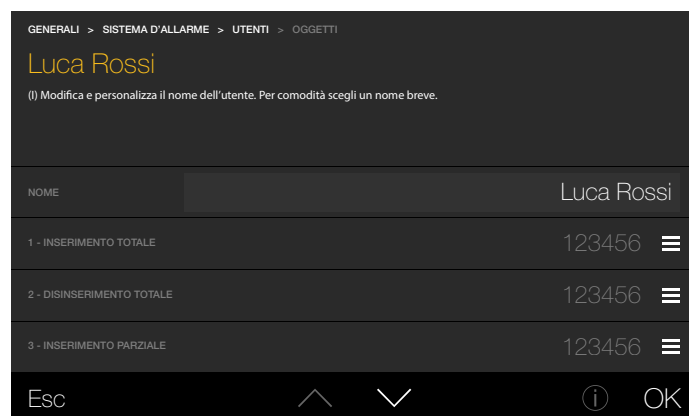 GENERALI > SISTEMA D'ALLARME > UTENTI > OGGETTI
Luca Rossi
(I) Modifica e personalizza il nome dell'utente. Per comodità scegli un nome breve.
NOME Luca Rossi
1 - INSERIMENTO TOTALE 123456
2 - DISINSERIMENTO TOTALE 123456
3 - INSERIMENTO PARZIALE 123456
Esc i OK